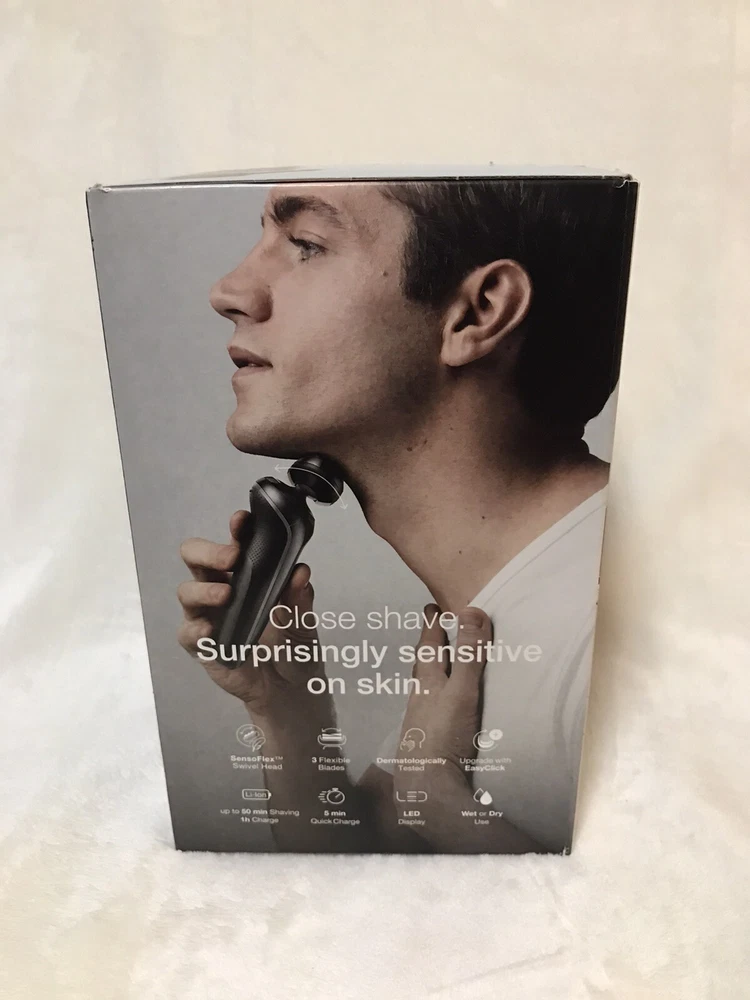 Close shave.
Surprisingly sensitive
on skin.
SensoFlex™
Swivel Head
3 Flexible
Blades
Dermatologically
Tested
Upgrade with
EasyClick
Li-Ion
up to 50 min Shaving
1h Charge
5 min
Quick Charge
LED
Display
Wet or Dry
Use